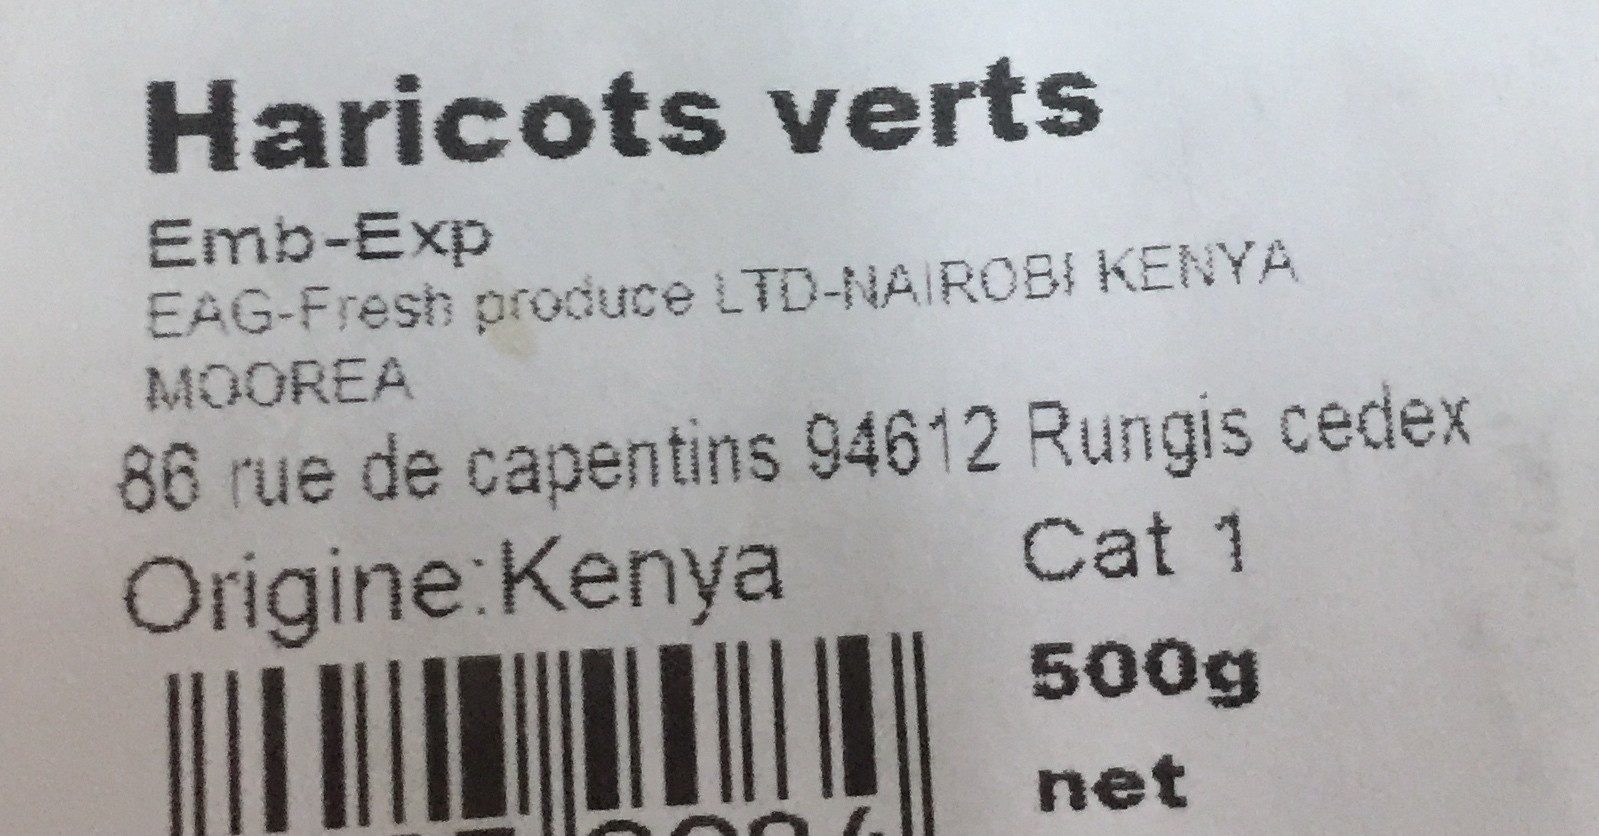 Haricots verts
Emb-Exp
EAG-Fresh produce LTD-NAIROBI KENYA
MOOREA
86 rue de capentins 94612 Rungis cedex
Origine:Kenya
Cat 1
500g
net